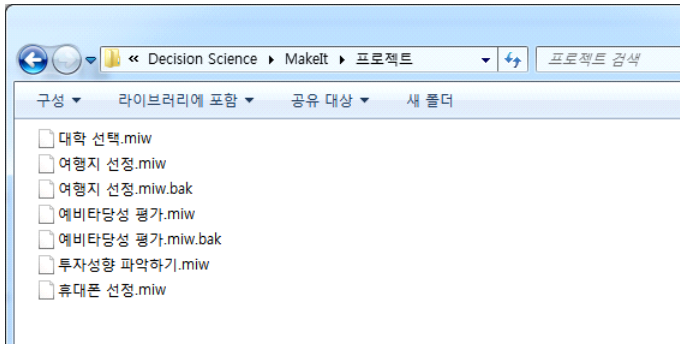 « Decision Science ▸ MakeIt ▸ 프로젝트 프로젝트 검색
구성 ▼ 라이브러리에 포함 ▼ 공유 대상 ▼ 새 폴더
대학 선택.miw
여행지 선정.miw
여행지 선정.miw.bak
예비타당성 평가.miw
예비타당성 평가.miw.bak
투자성향 파악하기.miw
휴대폰 선정.miw